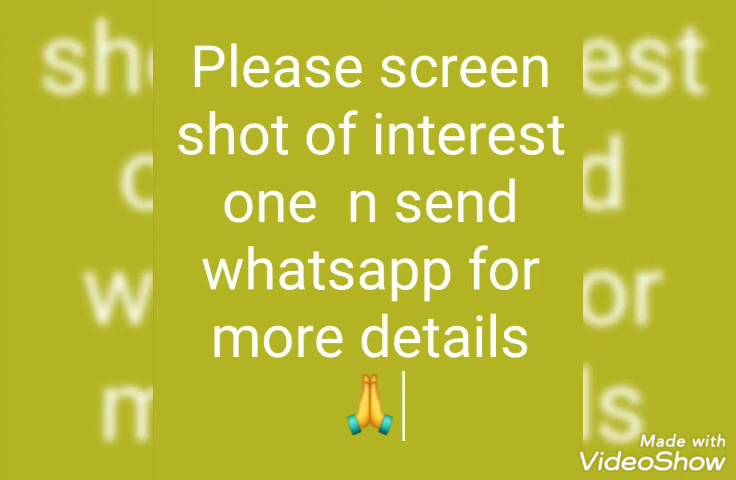 Please screen
shot of interest
one n send
whatsapp for
more details
🙏
Made with
VideoShow